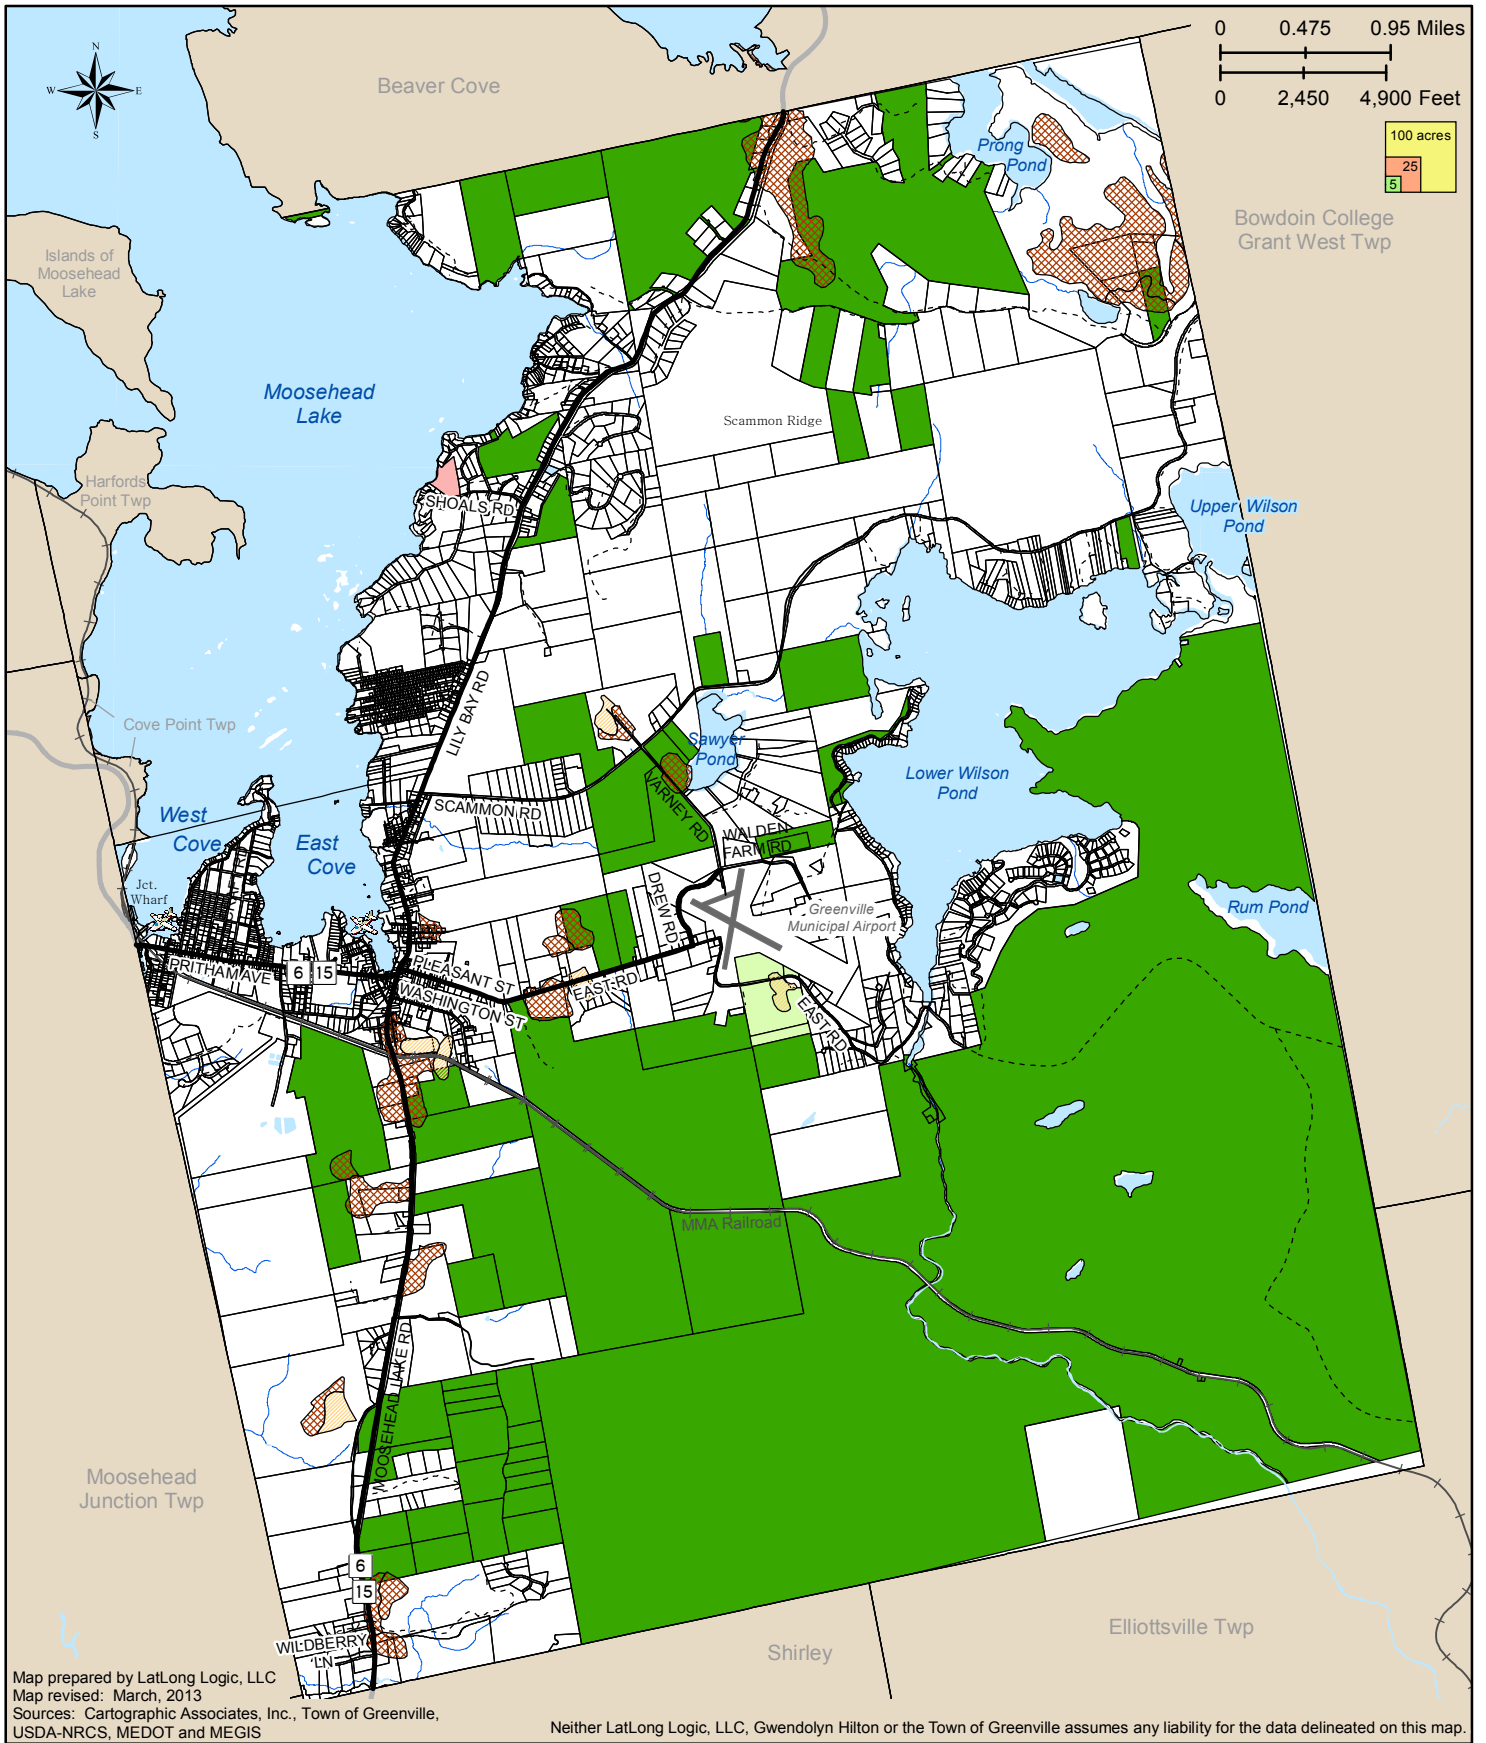 N
W
E
S
0 0.475 0.95 Miles
0 2,450 4,900 Feet
100 acres
25
5
Beaver Cove
Prong
Pond
Bowdoin College
Grant West Twp
Islands of
Moosehead
Lake
Moosehead
Lake
Scammon Ridge
Harfords
Point Twp
SHOALS RD
Upper Wilson
Pond
LILY BAY RD
Cove Point Twp
Sawyer
Pond
Lower Wilson
Pond
West
Cove
East
Cove
SCAMMON RD
VARNEY RD
WALDEN
FARM RD
Jct.
Wharf
DREW RD
Greenville
Municipal Airport
Rum Pond
PRITHAM AVE
6 15
PLEASANT ST
WASHINGTON ST
EAST RD
EAST RD
MMA Railroad
MOOSEHEAD LAKE RD
Moosehead
Junction Twp
6
15
WILDBERRY
LN
Shirley
Elliottsville Twp
Map prepared by LatLong Logic, LLC
Map revised: March, 2013
Sources: Cartographic Associates, Inc., Town of Greenville,
USDA-NRCS, MEDOT and MEGIS
Neither LatLong Logic, LLC, Gwendolyn Hilton or the Town of Greenville assumes any liability for the data delineated on this map.